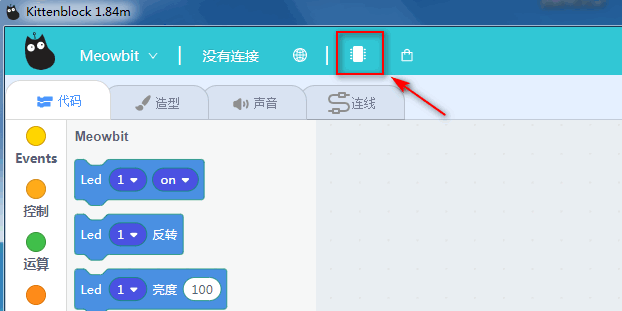 Kittenblock 1.84m
Meowbit 没有连接
代码 造型 声音 连线
Events
控制
运算
Meowbit
Led 1 on
Led 1 反转
Led 1 亮度 100